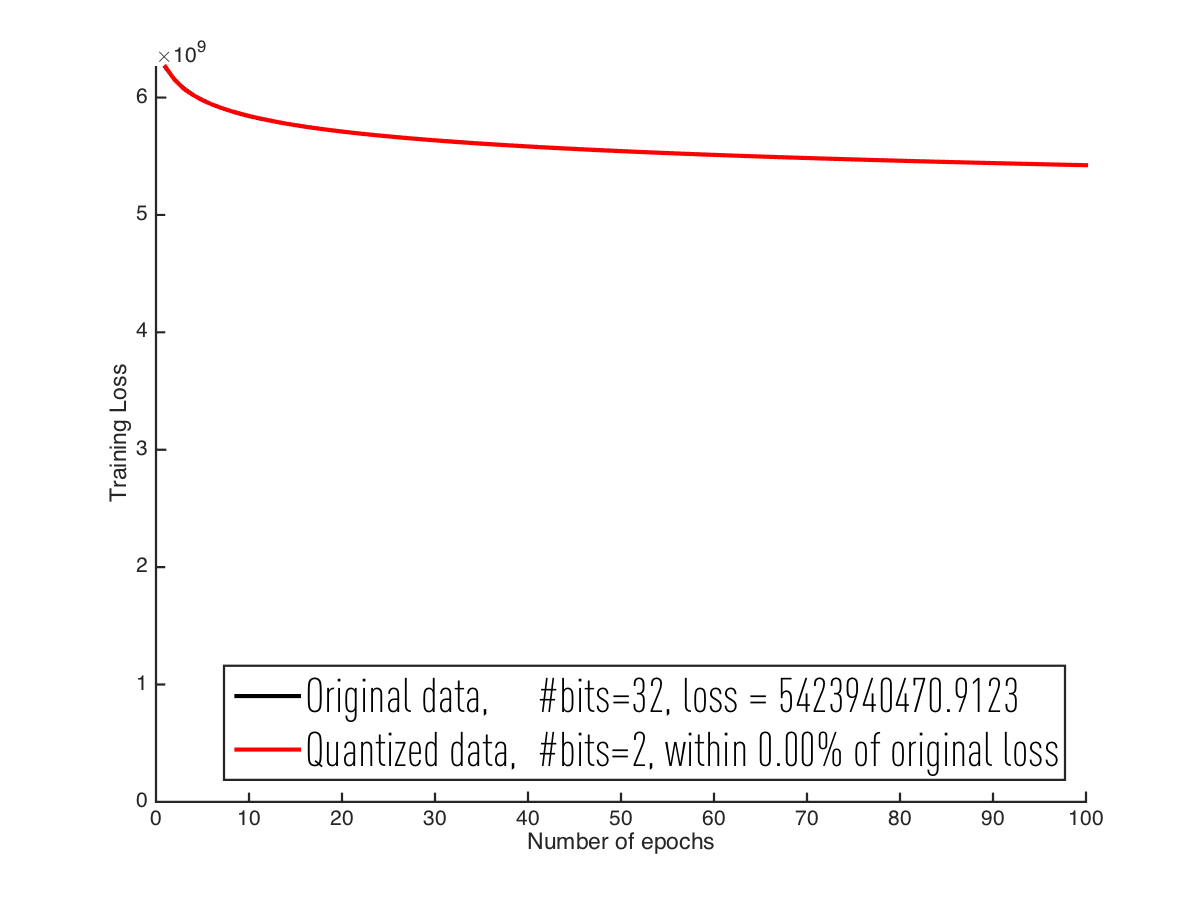 ×10⁹
6
5
4
3
2
1
0
Training Loss
Original data, #bits=32, loss = 5423940470.9123
Quantized data, #bits=2, within 0.00% of original loss
0 10 20 30 40 50 60 70 80 90 100
Number of epochs